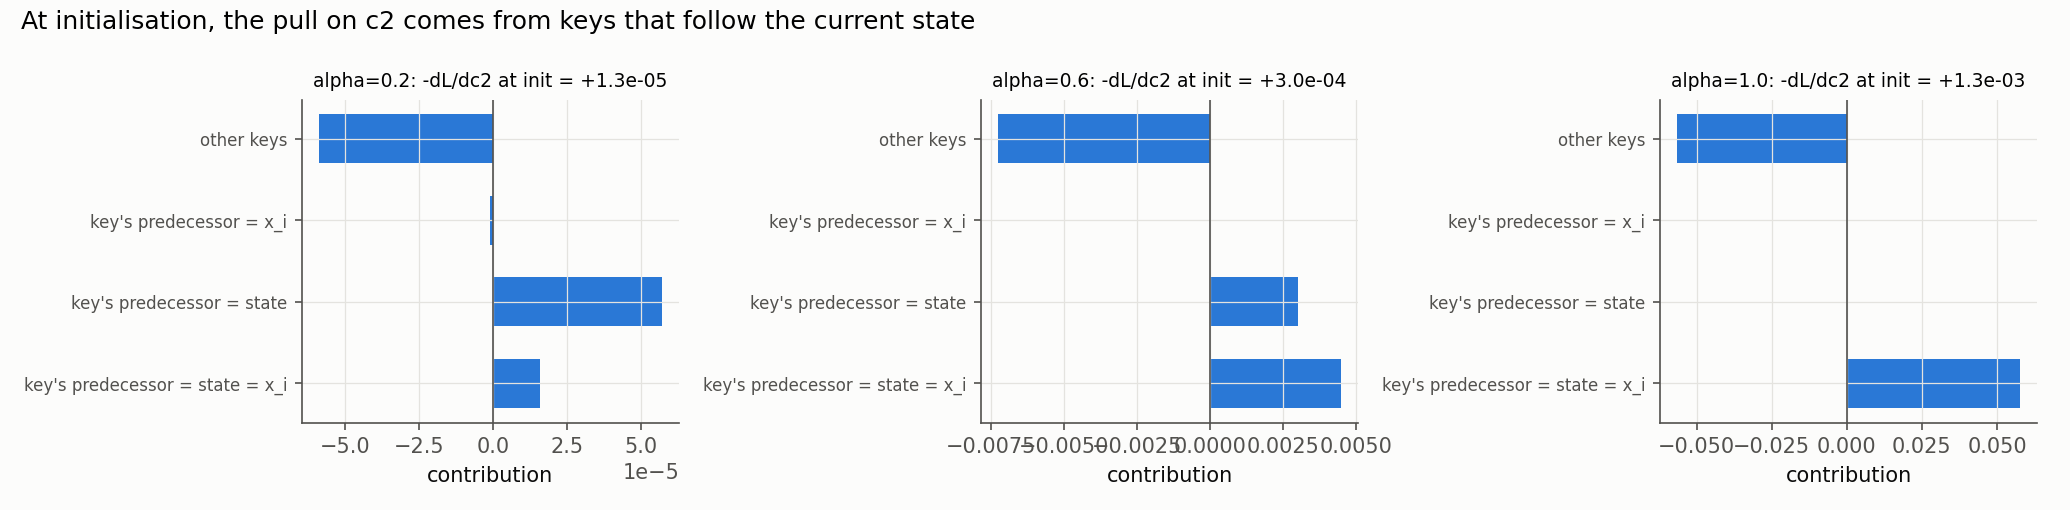 At initialisation, the pull on c2 comes from keys that follow the current state
alpha=0.2: -dL/dc2 at init = +1.3e-05
other keys
key's predecessor = x_i
key's predecessor = state
key's predecessor = state = x_i
−5.0 −2.5 0.0 2.5 5.0
1e−5
contribution
alpha=0.6: -dL/dc2 at init = +3.0e-04
other keys
key's predecessor = x_i
key's predecessor = state
key's predecessor = state = x_i
−0.0075 −0.0050 −0.0025 0.0000 0.0025 0.0050
contribution
alpha=1.0: -dL/dc2 at init = +1.3e-03
other keys
key's predecessor = x_i
key's predecessor = state
key's predecessor = state = x_i
−0.050 −0.025 0.000 0.025 0.050
contribution